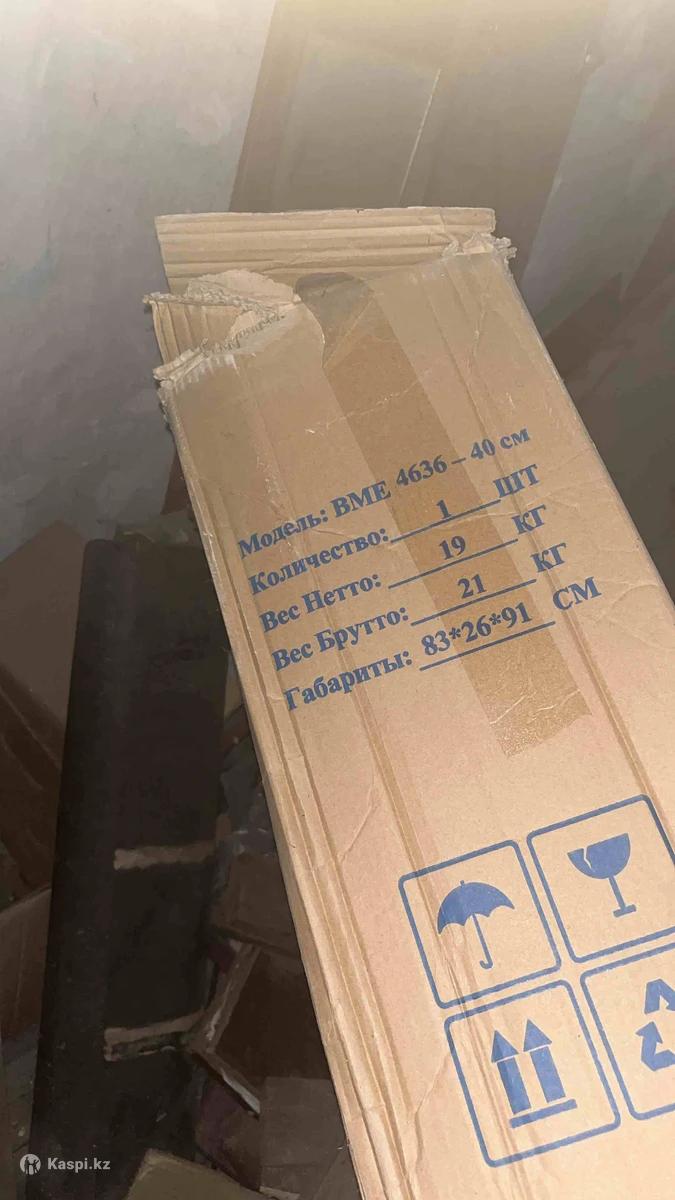 Модель: BME 4636 – 40 см
Количество: 1 ШТ
Вес Нетто: 19 КГ
Вес Брутто: 21 КГ
Габариты: 83*26*91 СМ
Kaspi.kz